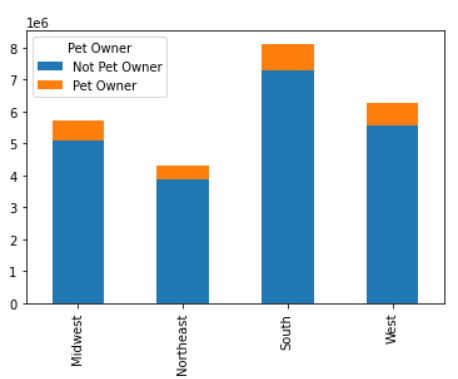 1e6
Pet Owner
Not Pet Owner
Pet Owner
8
7
6
5
4
3
2
1
0
Midwest
Northeast
South
West